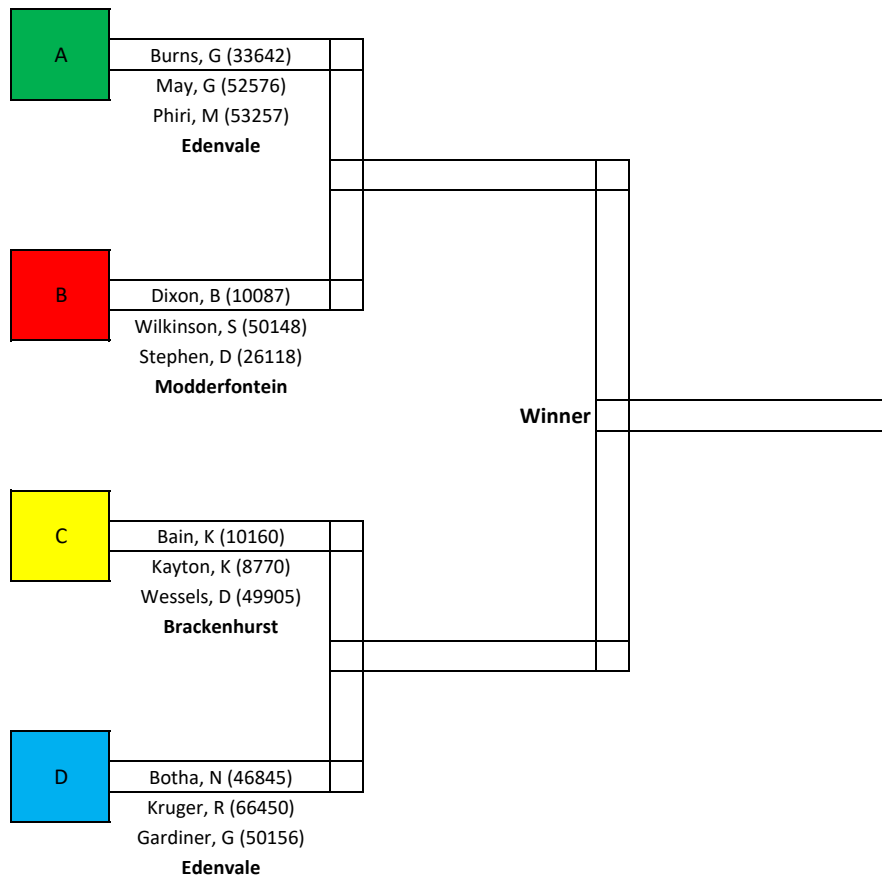 A
Burns, G (33642)
May, G (52576)
Phiri, M (53257)
Edenvale
B
Dixon, B (10087)
Wilkinson, S (50148)
Stephen, D (26118)
Modderfontein
Winner
C
Bain, K (10160)
Kayton, K (8770)
Wessels, D (49905)
Brackenhurst
D
Botha, N (46845)
Kruger, R (66450)
Gardiner, G (50156)
Edenvale